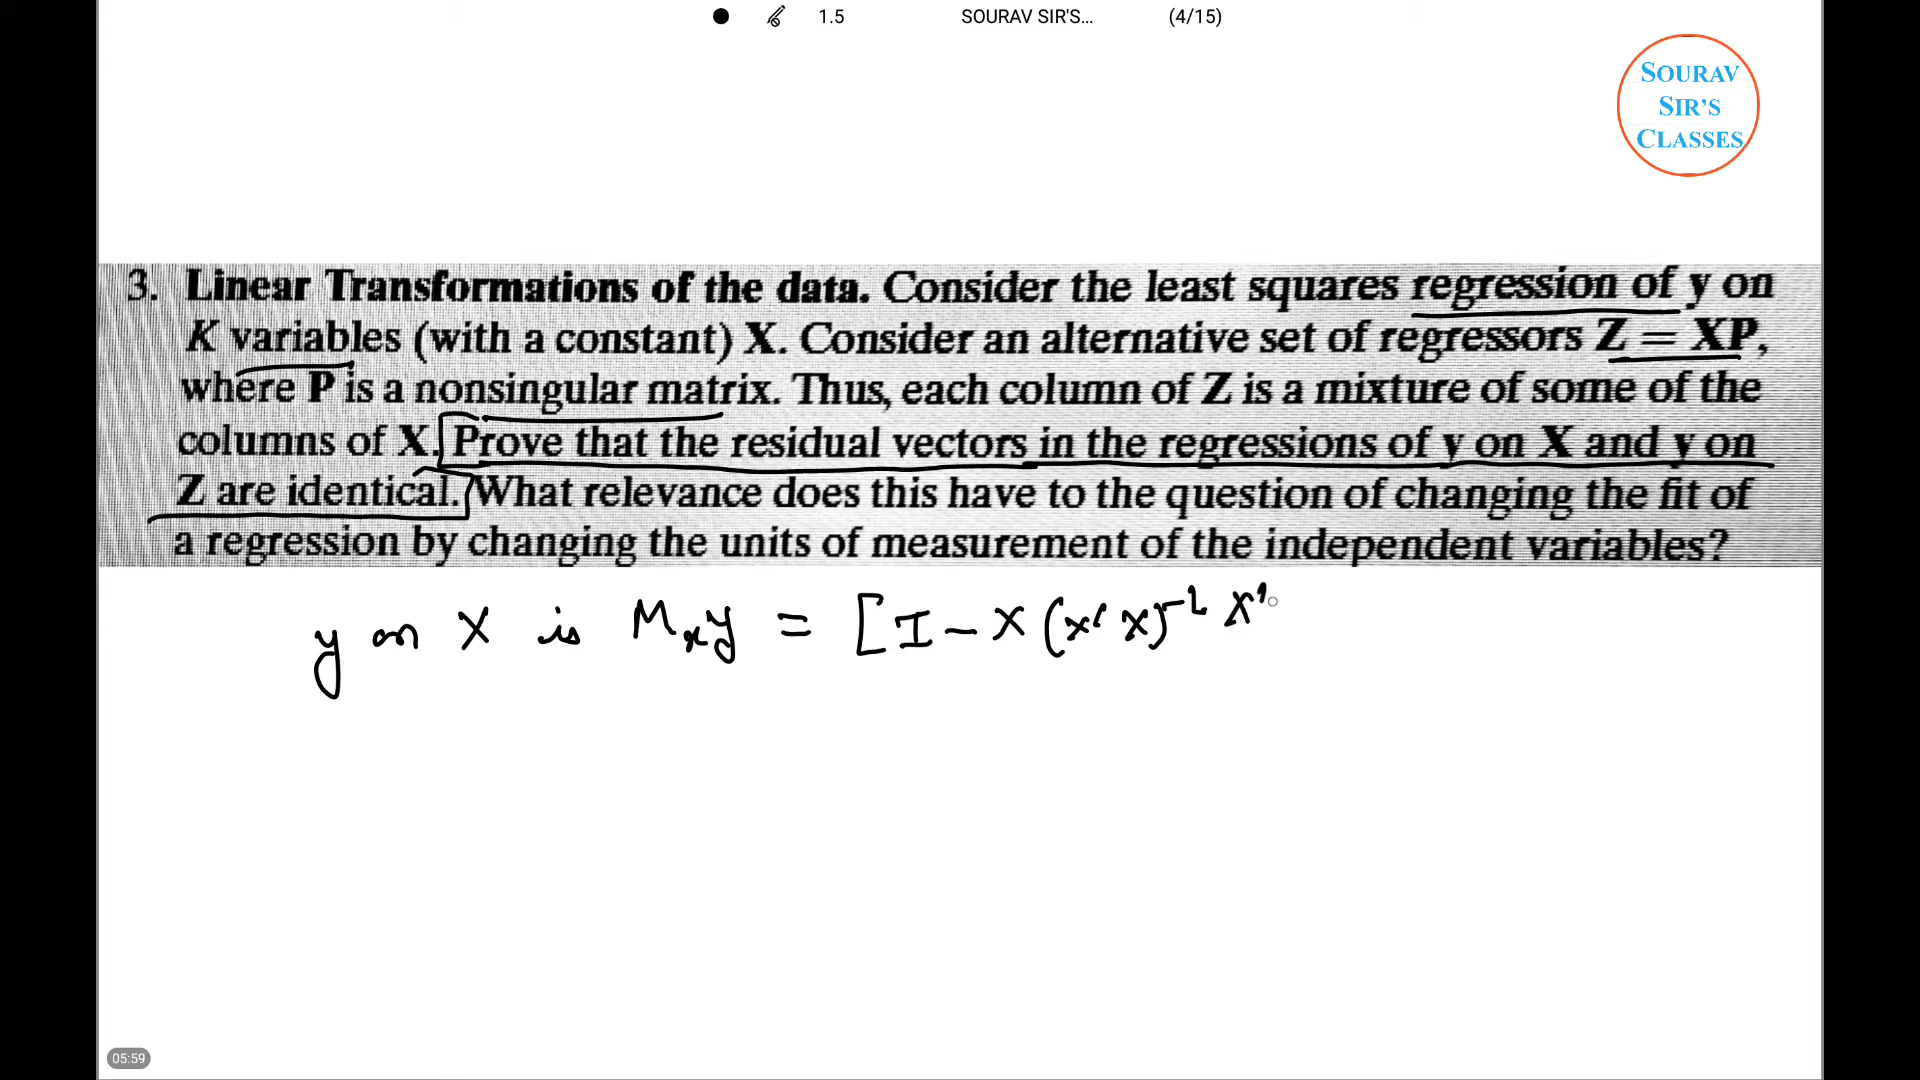 1.5 SOURAV SIR'S... (4/15)
SOURAV
SIR'S
CLASSES
3. Linear Transformations of the data. Consider the least squares regression of y on
K variables (with a constant) X. Consider an alternative set of regressors Z = XP,
where P is a nonsingular matrix. Thus, each column of Z is a mixture of some of the
columns of X. Prove that the residual vectors in the regressions of y on X and y on
Z are identical. What relevance does this have to the question of changing the fit of
a regression by changing the units of measurement of the independent variables?
y on X is Mₓy = [I - X (X' X)⁻¹ X'
05:59